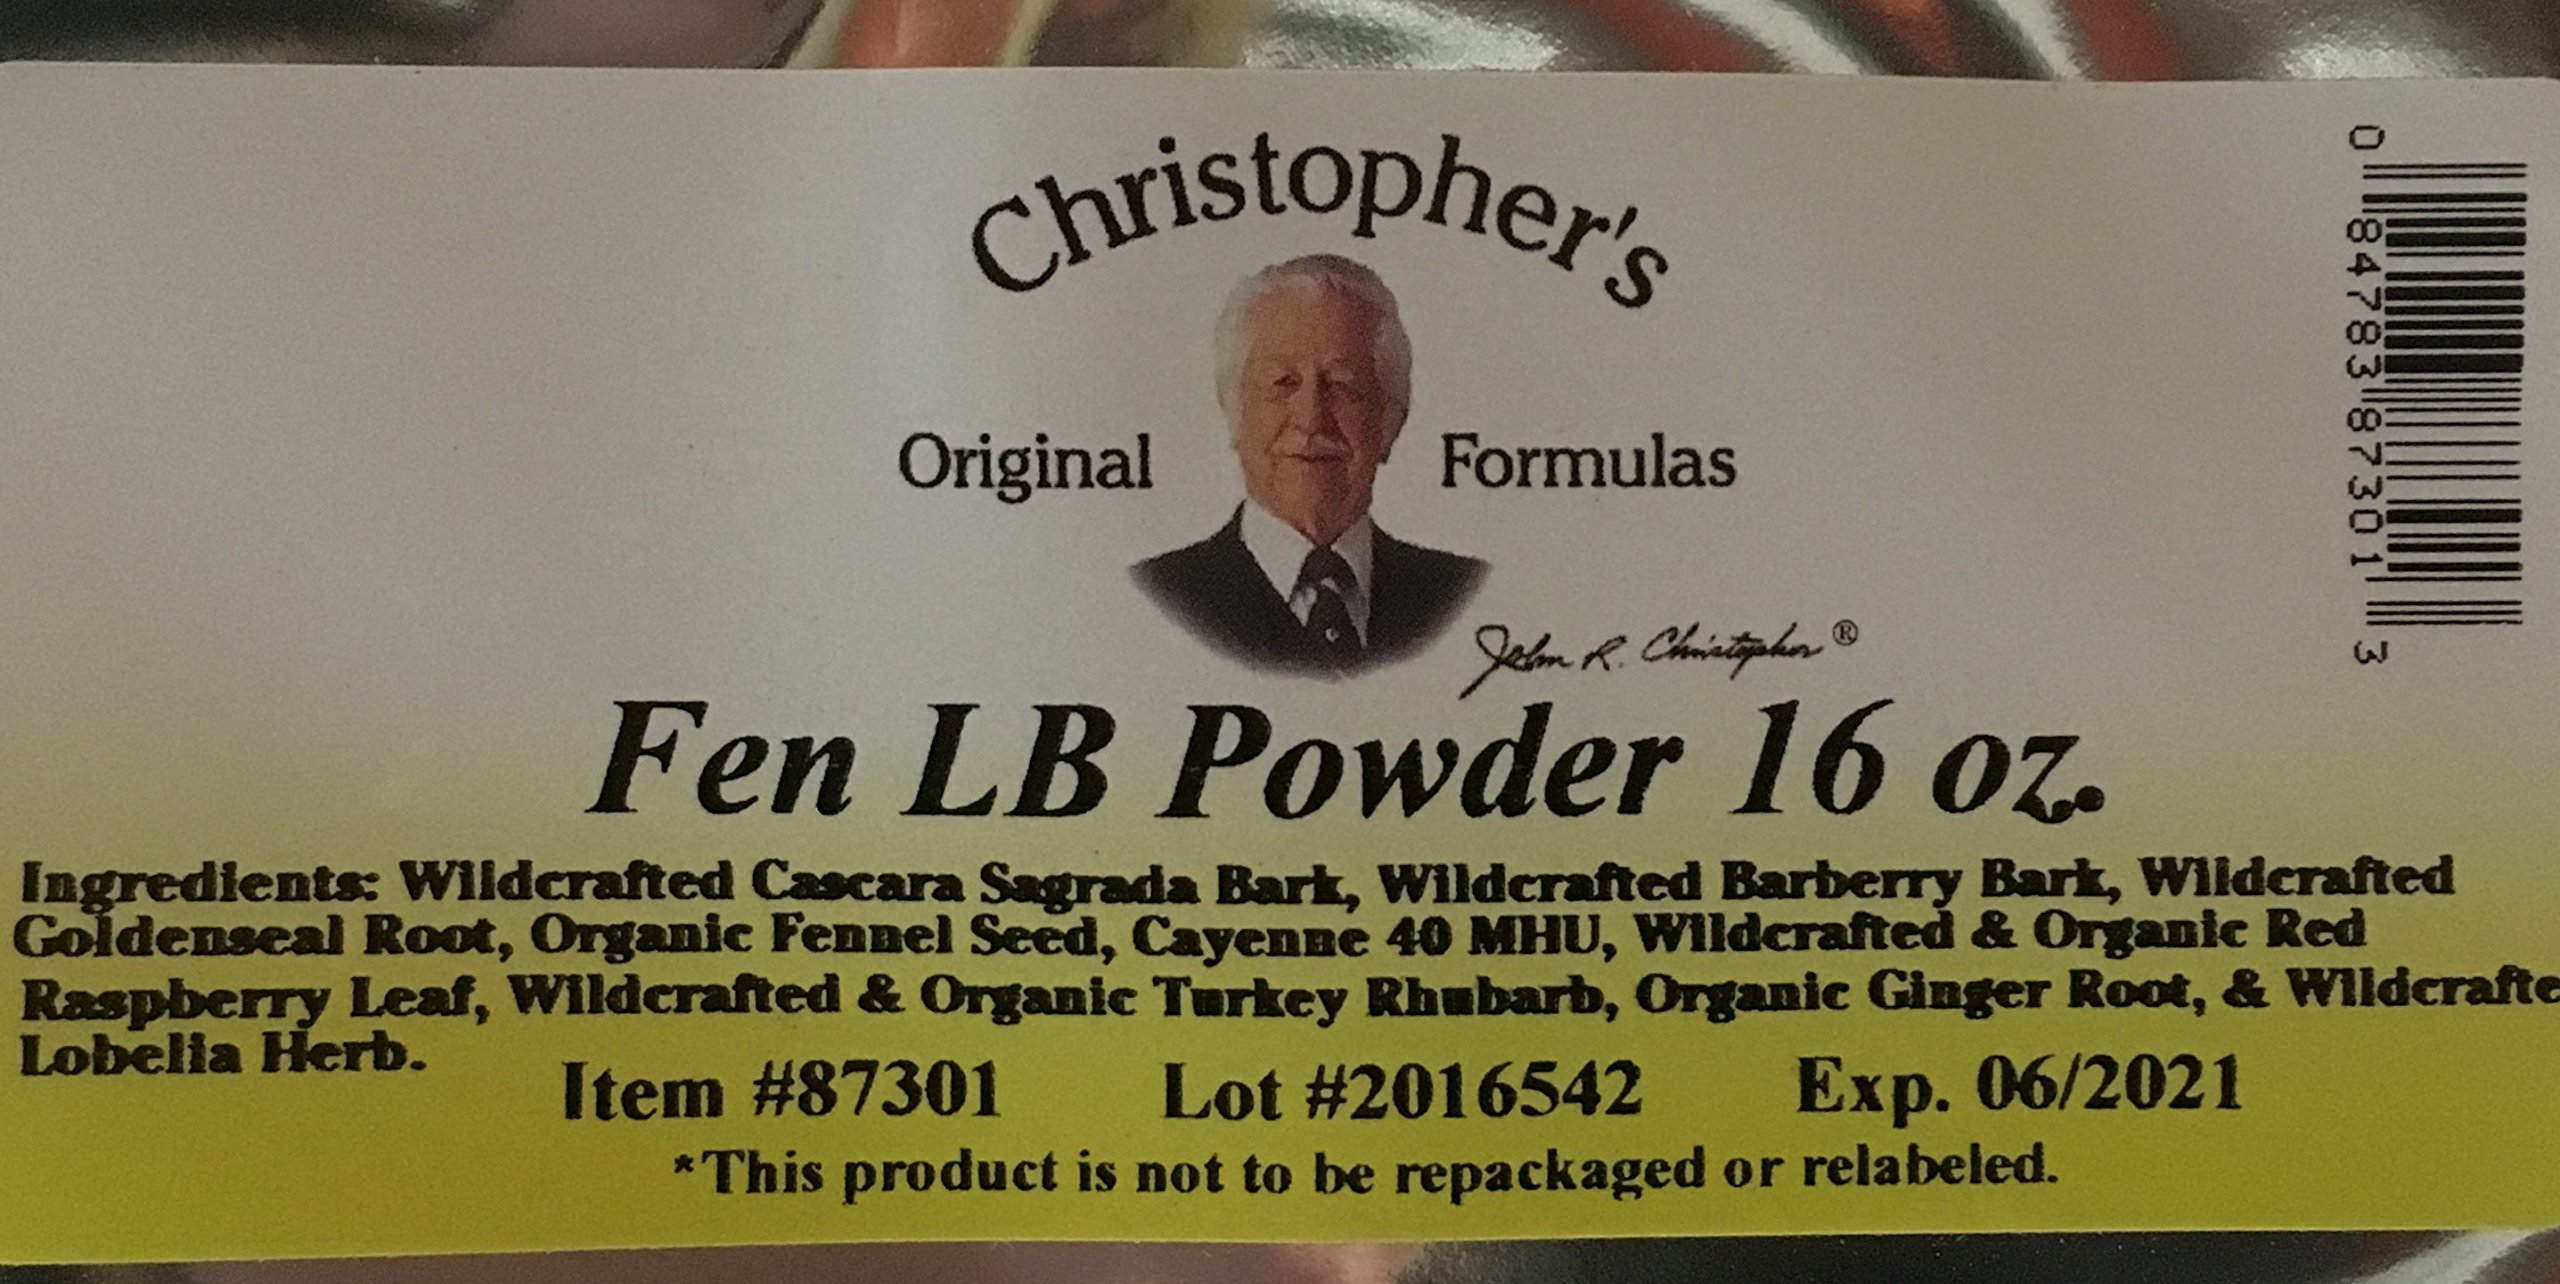 Christopher's
Original Formulas
John R. Christopher®
Fen LB Powder 16 oz.
Ingredients: Wildcrafted Cascara Sagrada Bark, Wildcrafted Barberry Bark, Wildcrafted
Goldenseal Root, Organic Fennel Seed, Cayenne 40 MHU, Wildcrafted & Organic Red
Raspberry Leaf, Wildcrafted & Organic Turkey Rhubarb, Organic Ginger Root, & Wildcrafte
Lobelia Herb.
Item #87301 Lot #2016542 Exp. 06/2021
*This product is not to be repackaged or relabeled.
0 84783 87301 3